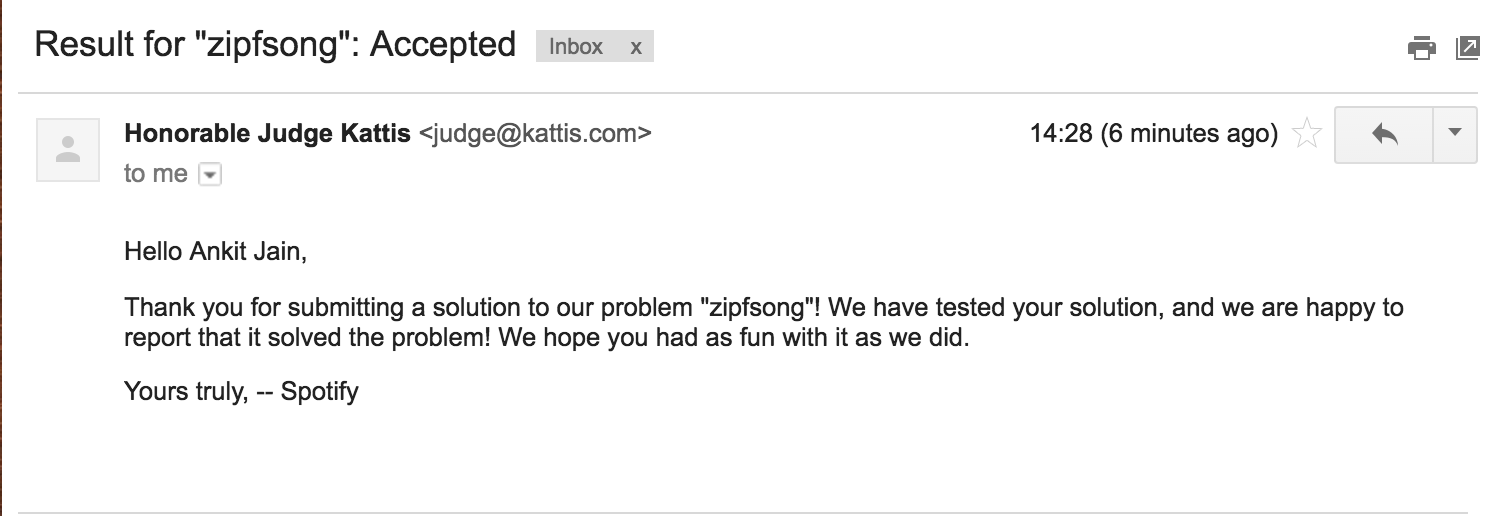 Result for "zipfsong": Accepted Inbox x
Honorable Judge Kattis <judge@kattis.com> 14:28 (6 minutes ago)
to me
Hello Ankit Jain,
Thank you for submitting a solution to our problem "zipfsong"! We have tested your solution, and we are happy to
report that it solved the problem! We hope you had as fun with it as we did.
Yours truly, -- Spotify